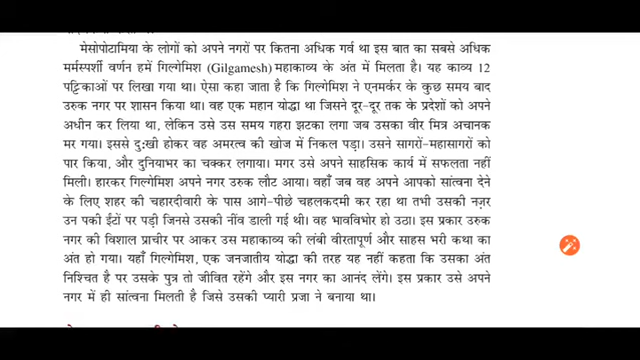 मेसोपोटामिया के लोगों को अपने नगरों पर कितना अधिक गर्व था इस बात का सबसे अधिक
मर्मस्पर्शी वर्णन हमें गिल्गेमिश (Gilgamesh) महाकाव्य के अंत में मिलता है। यह काव्य 12
पट्टिकाओं पर लिखा गया था। ऐसा कहा जाता है कि गिल्गेमिश ने एनमर्कर के कुछ समय बाद
उरुक नगर पर शासन किया था। वह एक महान योद्धा था जिसने दूर-दूर तक के प्रदेशों को अपने
अधीन कर लिया था, लेकिन उसे उस समय गहरा झटका लगा जब उसका वीर मित्र अचानक
मर गया। इससे दुःखी होकर वह अमरत्व की खोज में निकल पड़ा। उसने सागरों-महासागरों को
पार किया, और दुनियाभर का चक्कर लगाया। मगर उसे अपने साहसिक कार्य में सफलता नहीं
मिली। हारकर गिल्गेमिश अपने नगर उरुक लौट आया। वहाँ जब वह अपने आपको सांत्वना देने
के लिए शहर की चहारदीवारी के पास आगे-पीछे चहलकदमी कर रहा था तभी उसकी नज़र
उन पकी ईंटों पर पड़ी जिनसे उसकी नींव डाली गई थी। वह भावविभोर हो उठा। इस प्रकार उरुक
नगर की विशाल प्राचीर पर आकर उस महाकाव्य की लंबी वीरतापूर्ण और साहस भरी कथा का
अंत हो गया। यहाँ गिल्गेमिश, एक जनजातीय योद्धा की तरह यह नहीं कहता कि उसका अंत
निश्चित है पर उसके पुत्र तो जीवित रहेंगे और इस नगर का आनंद लेंगे। इस प्रकार उसे अपने
नगर में ही सांत्वना मिलती है जिसे उसकी प्यारी प्रजा ने बनाया था।